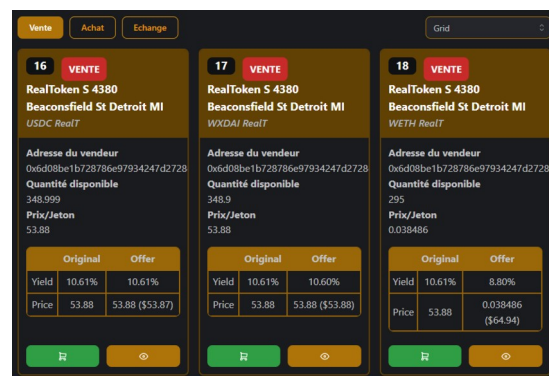 Vente Achat Echange Grid
16 VENTE
RealToken S 4380
Beaconsfield St Detroit MI
USDC RealT
Adresse du vendeur
0x6d08be1b728786e97934247d2728
Quantité disponible
348.999
Prix/Jeton
53.88
Original Offer
Yield 10.61% 10.61%
Price 53.88 53.88 ($53.87)
17 VENTE
RealToken S 4380
Beaconsfield St Detroit MI
WXDAI RealT
Adresse du vendeur
0x6d08be1b728786e97934247d2728
Quantité disponible
348.9
Prix/Jeton
53.88
Original Offer
Yield 10.61% 10.60%
Price 53.88 53.88 ($53.88)
18 VENTE
RealToken S 4380
Beaconsfield St Detroit MI
WETH RealT
Adresse du vendeur
0x6d08be1b728786e97934247d2728
Quantité disponible
295
Prix/Jeton
0.038486
Original Offer
Yield 10.61% 8.80%
Price 53.88 0.038486
($64.94)